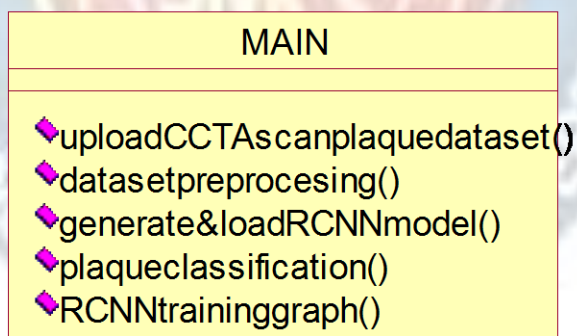 MAIN
uploadCCTAscanplaquedataset()
datasetpreprocesing()
generate&loadRCNNmodel()
plaqueclassification()
RCNNtraininggraph()